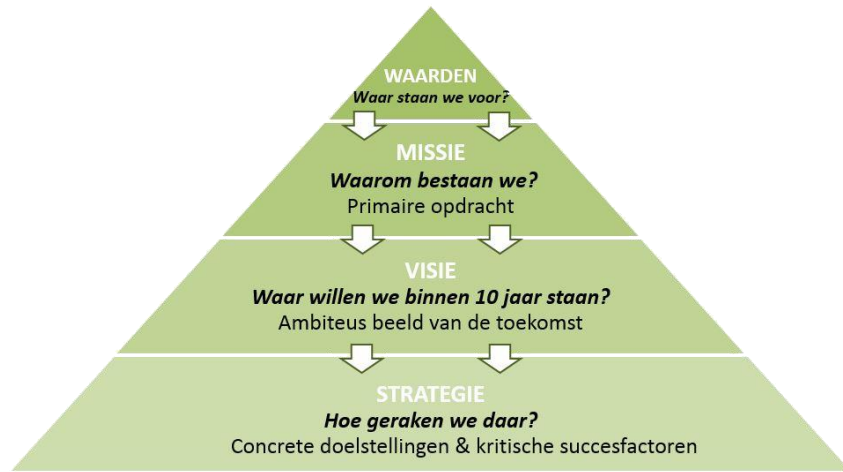 WAARDEN
Waar staan we voor?
MISSIE
Waarom bestaan we?
Primaire opdracht
VISIE
Waar willen we binnen 10 jaar staan?
Ambiteus beeld van de toekomst
STRATEGIE
Hoe geraken we daar?
Concrete doelstellingen & kritische succesfactoren